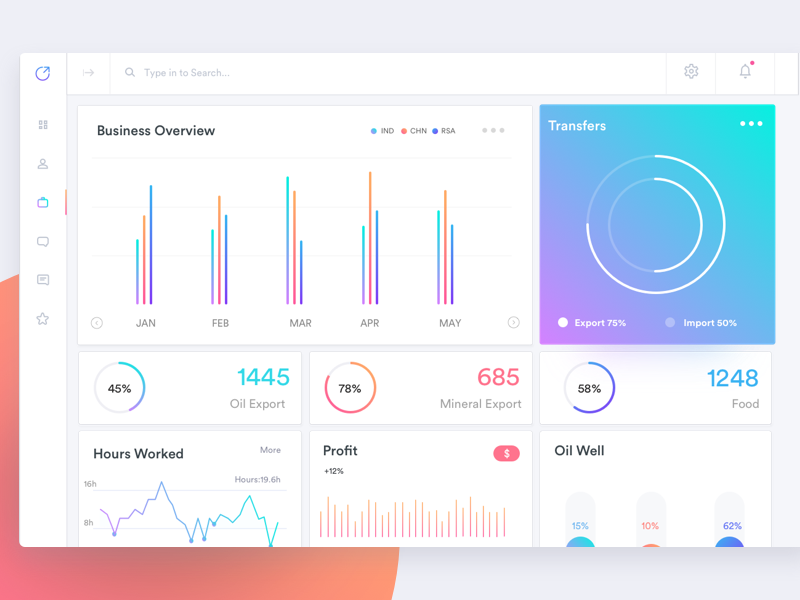 Type in to Search...
Business Overview
IND CHN RSA
JAN FEB MAR APR MAY
Transfers
Export 75% Import 50%
45%
1445
Oil Export
78%
685
Mineral Export
58%
1248
Food
Hours Worked
More
Hours:19.6h
16h
8h
Profit
$
+12%
Oil Well
15% 10% 62%